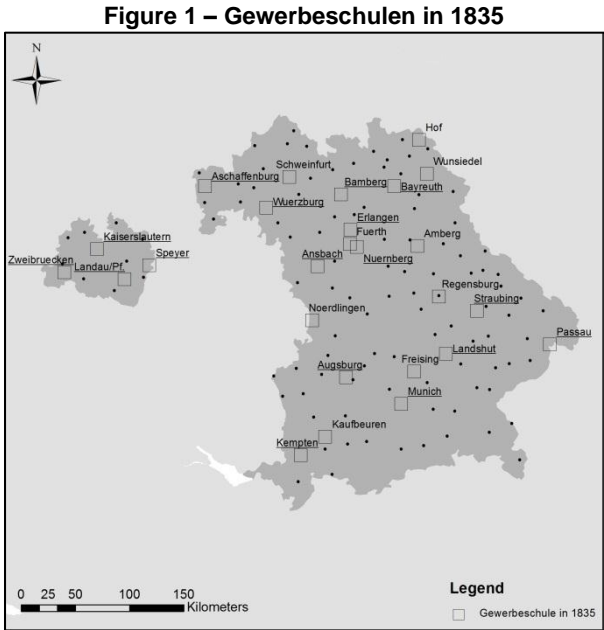 Figure 1 – Gewerbeschulen in 1835
N
Hof
Schweinfurt
Wunsiedel
Aschaffenburg
Bamberg
Bayreuth
Wuerzburg
Erlangen
Kaiserslautern
Fuerth
Amberg
Zweibruecken
Landau/Pf.
Speyer
Ansbach
Nuernberg
Regensburg
Straubing
Noerdlingen
Passau
Landshut
Augsburg
Freising
Munich
Kaufbeuren
Kempten
0 25 50 100 150
Kilometers
Legend
Gewerbeschule in 1835